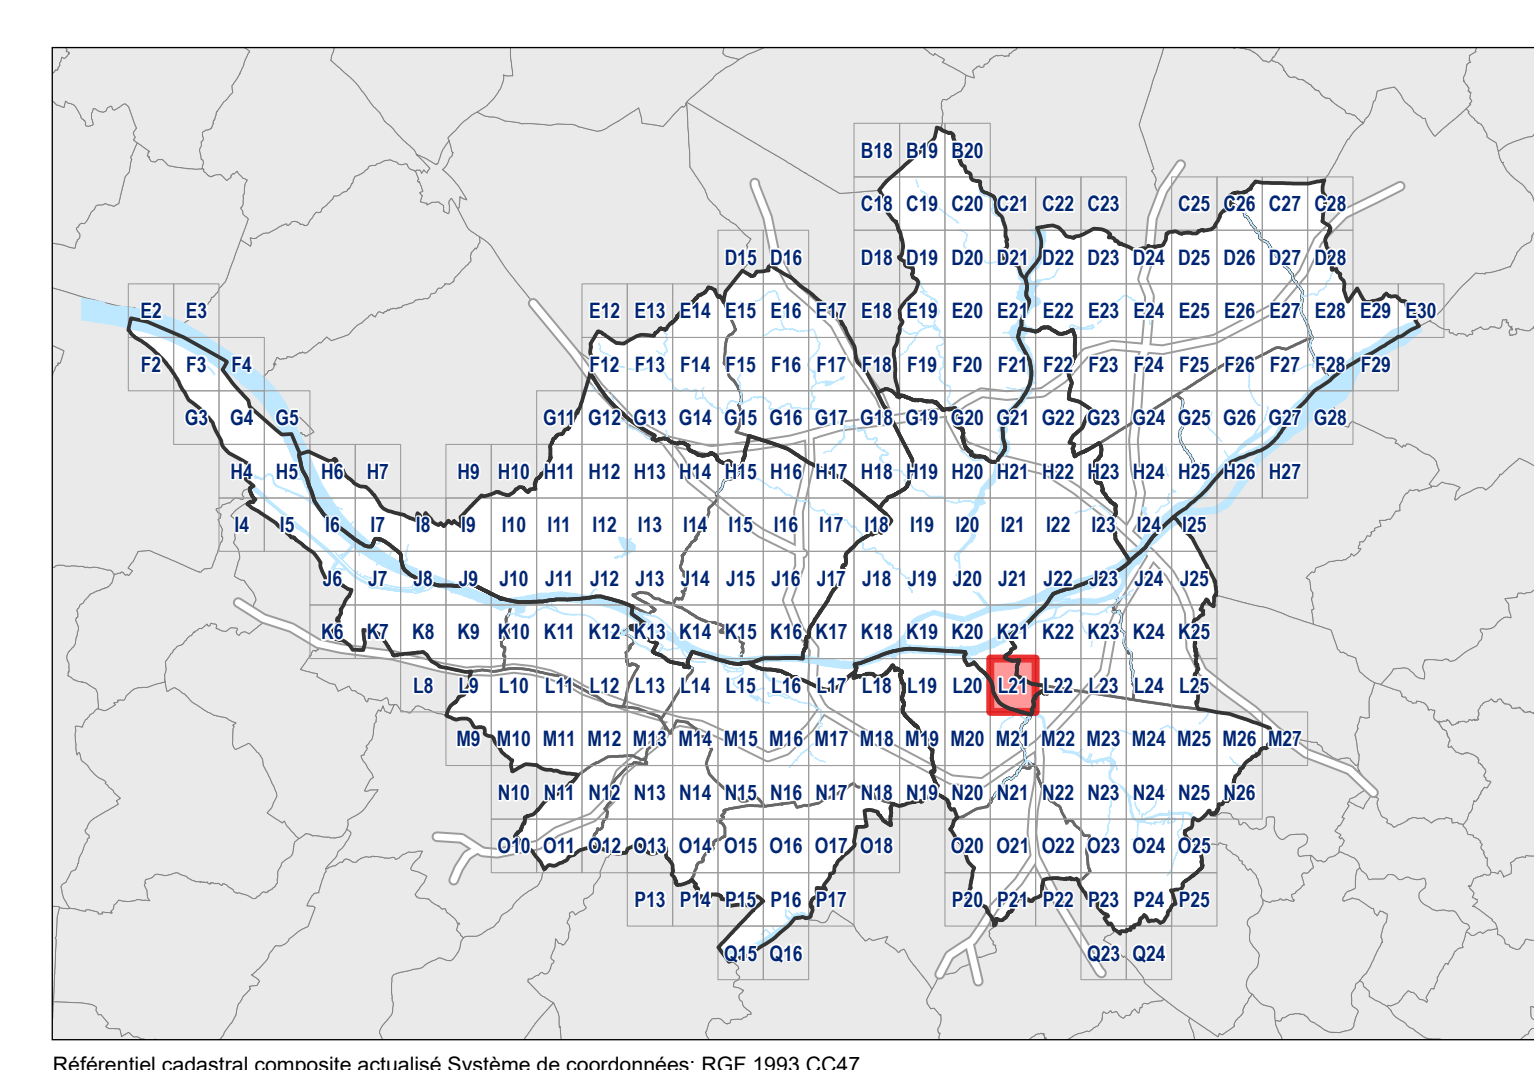 B18 B19 B20
C18 C19 C20 C21 C22 C23 C25 C26 C27 C28
D15 D16 D18 D19 D20 D21 D22 D23 D24 D25 D26 D27 D28
E2 E3 E12 E13 E14 E15 E16 E17 E18 E19 E20 E21 E22 E23 E24 E25 E26 E27 E28 E29 E30
F2 F3 F4 F12 F13 F14 F15 F16 F17 F18 F19 F20 F21 F22 F23 F24 F25 F26 F27 F28 F29
G3 G4 G5 G11 G12 G13 G14 G15 G16 G17 G18 G19 G20 G21 G22 G23 G24 G25 G26 G27 G28
H4 H5 H6 H7 H9 H10 H11 H12 H13 H14 H15 H16 H17 H18 H19 H20 H21 H22 H23 H24 H25 H26 H27
I4 I5 I6 I7 I8 I9 I10 I11 I12 I13 I14 I15 I16 I17 I18 I19 I20 I21 I22 I23 I24 I25
J6 J7 J8 J9 J10 J11 J12 J13 J14 J15 J16 J17 J18 J19 J20 J21 J22 J23 J24 J25
K6 K7 K8 K9 K10 K11 K12 K13 K14 K15 K16 K17 K18 K19 K20 K21 K22 K23 K24 K25
L8 L9 L10 L11 L12 L13 L14 L15 L16 L17 L18 L19 L20 L21 L22 L23 L24 L25
M9 M10 M11 M12 M13 M14 M15 M16 M17 M18 M19 M20 M21 M22 M23 M24 M25 M26 M27
N10 N11 N12 N13 N14 N15 N16 N17 N18 N19 N20 N21 N22 N23 N24 N25 N26
O10 O11 O12 O13 O14 O15 O16 O17 O18 O20 O21 O22 O23 O24 O25
P13 P14 P15 P16 P17 P20 P21 P22 P23 P24 P25
Q15 Q16 Q23 Q24
Référentiel cadastral composite actualisé Système de coordonnées: RGF 1993 CC47